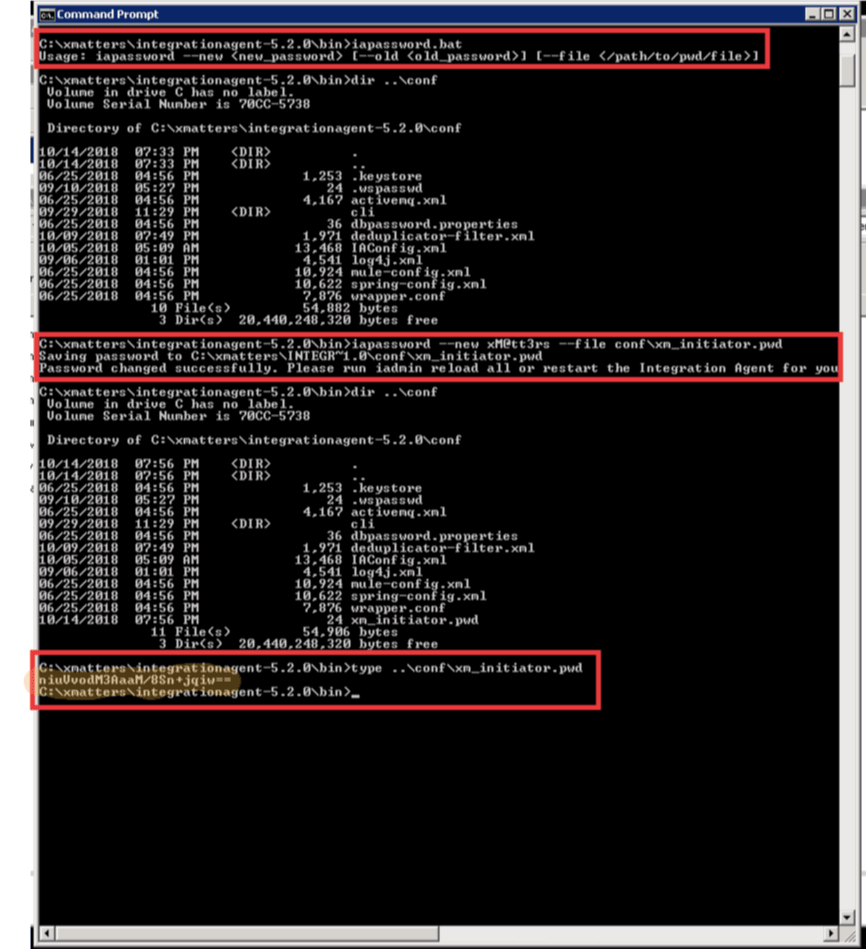 Command Prompt
C:\xmatters\integrationagent-5.2.0\bin>iapassword.bat
Usage: iapassword --new <new_password> [--old <old_password>] [--file </path/to/pwd/file>]
C:\xmatters\integrationagent-5.2.0\bin>dir ..\conf
Volume in drive C has no label.
Volume Serial Number is 70CC-5738
Directory of C:\xmatters\integrationagent-5.2.0\conf
10/14/2018 07:33 PM <DIR> .
10/14/2018 07:33 PM <DIR> ..
06/25/2018 04:56 PM 1,253 .keystore
09/10/2018 05:27 PM 24 .wspasswd
06/25/2018 04:56 PM 4,167 activemq.xml
09/29/2018 11:29 PM <DIR> cli
06/25/2018 04:56 PM 36 dbpassword.properties
10/09/2018 07:49 PM 1,971 deduplicator-filter.xml
10/05/2018 05:09 AM 13,468 IAConfig.xml
09/06/2018 01:01 PM 4,541 log4j.xml
06/25/2018 04:56 PM 10,924 mule-config.xml
06/25/2018 04:56 PM 10,622 spring-config.xml
06/25/2018 04:56 PM 7,876 wrapper.conf
10 File(s) 54,882 bytes
3 Dir(s) 20,440,248,320 bytes free
C:\xmatters\integrationagent-5.2.0\bin>iapassword --new xM@tt3rs --file conf\xm_initiator.pwd
Saving password to C:\xmatters\INTEGR~1.0\conf\xm_initiator.pwd
Password changed successfully. Please run iadmin reload all or restart the Integration Agent for you
C:\xmatters\integrationagent-5.2.0\bin>dir ..\conf
Volume in drive C has no label.
Volume Serial Number is 70CC-5738
Directory of C:\xmatters\integrationagent-5.2.0\conf
10/14/2018 07:56 PM <DIR> .
10/14/2018 07:56 PM <DIR> ..
06/25/2018 04:56 PM 1,253 .keystore
09/10/2018 05:27 PM 24 .wspasswd
06/25/2018 04:56 PM 4,167 activemq.xml
09/29/2018 11:29 PM <DIR> cli
06/25/2018 04:56 PM 36 dbpassword.properties
10/09/2018 07:49 PM 1,971 deduplicator-filter.xml
10/05/2018 05:09 AM 13,468 IAConfig.xml
09/06/2018 01:01 PM 4,541 log4j.xml
06/25/2018 04:56 PM 10,924 mule-config.xml
06/25/2018 04:56 PM 10,622 spring-config.xml
06/25/2018 04:56 PM 7,876 wrapper.conf
10/14/2018 07:56 PM 24 xm_initiator.pwd
11 File(s) 54,906 bytes
3 Dir(s) 20,440,248,320 bytes free
C:\xmatters\integrationagent-5.2.0\bin>type ..\conf\xm_initiator.pwd
niuVvodM3AaaM/8Sn+jqiw==
C:\xmatters\integrationagent-5.2.0\bin>_